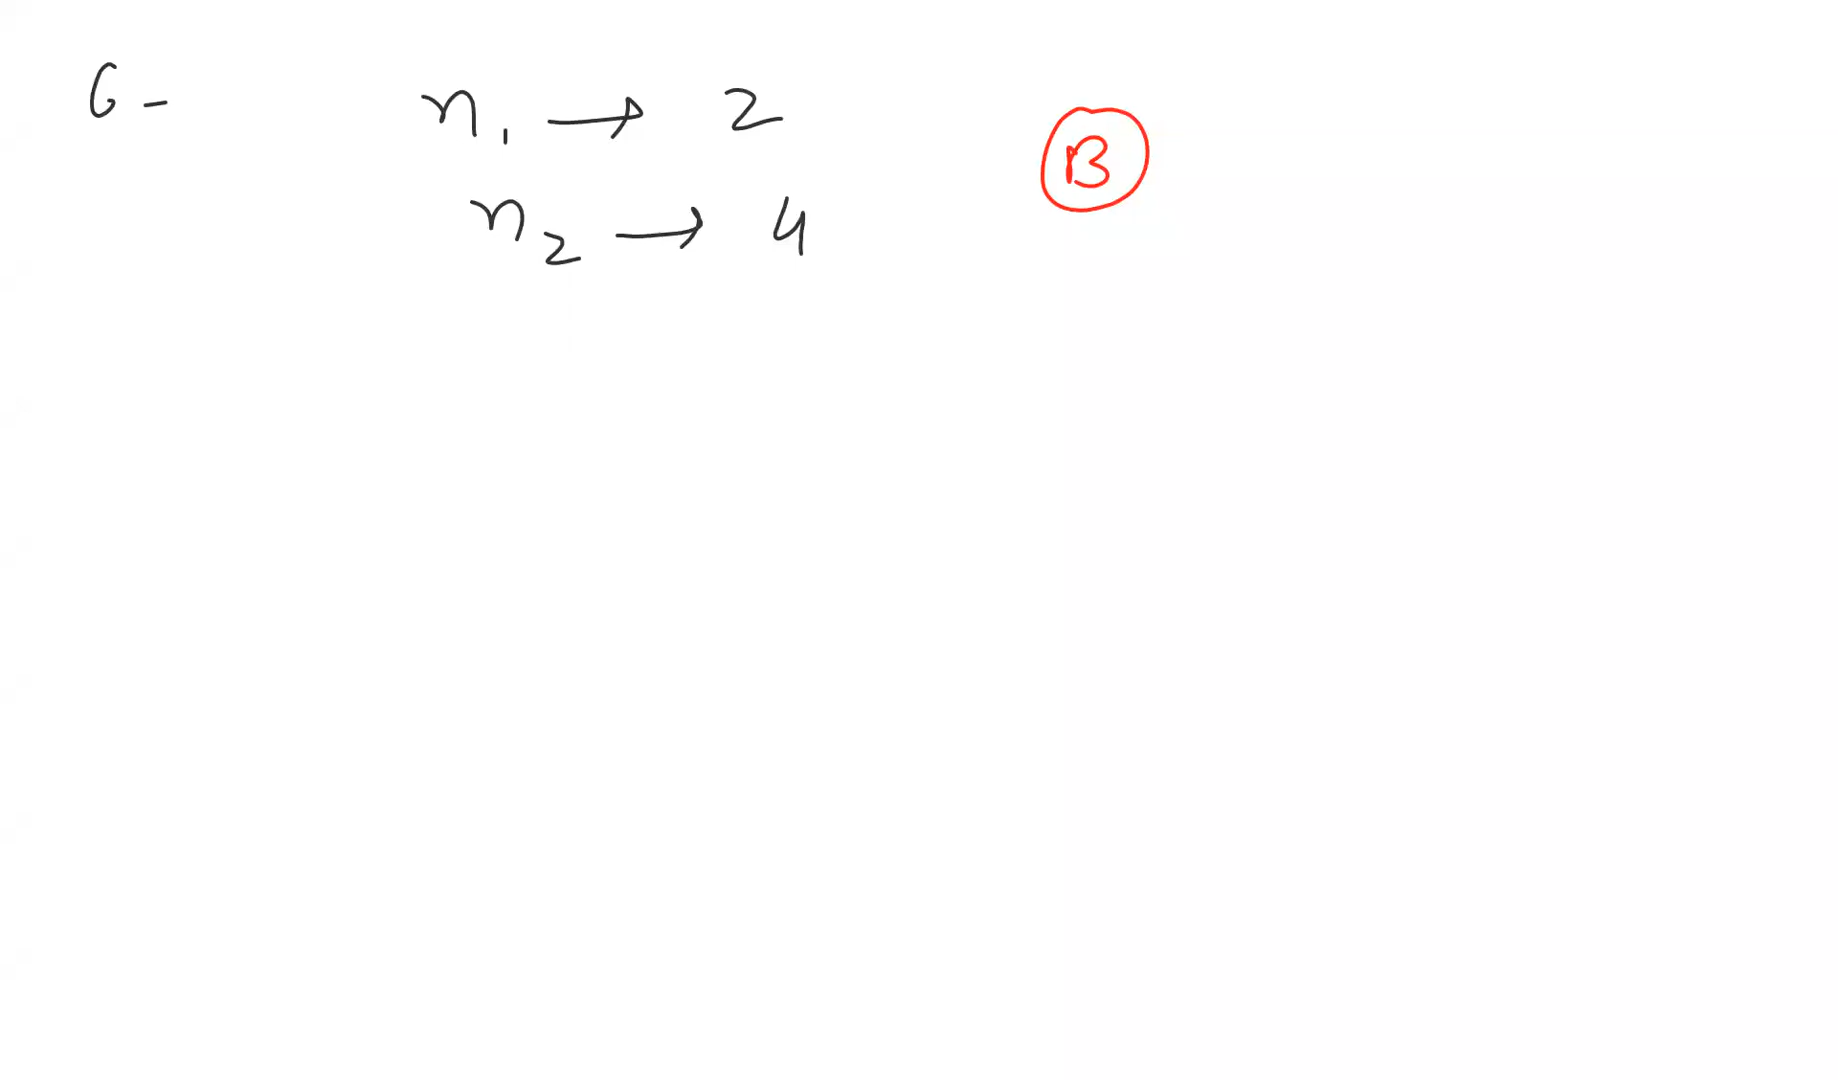 6 - n₁ → 2
n₂ → 4
B